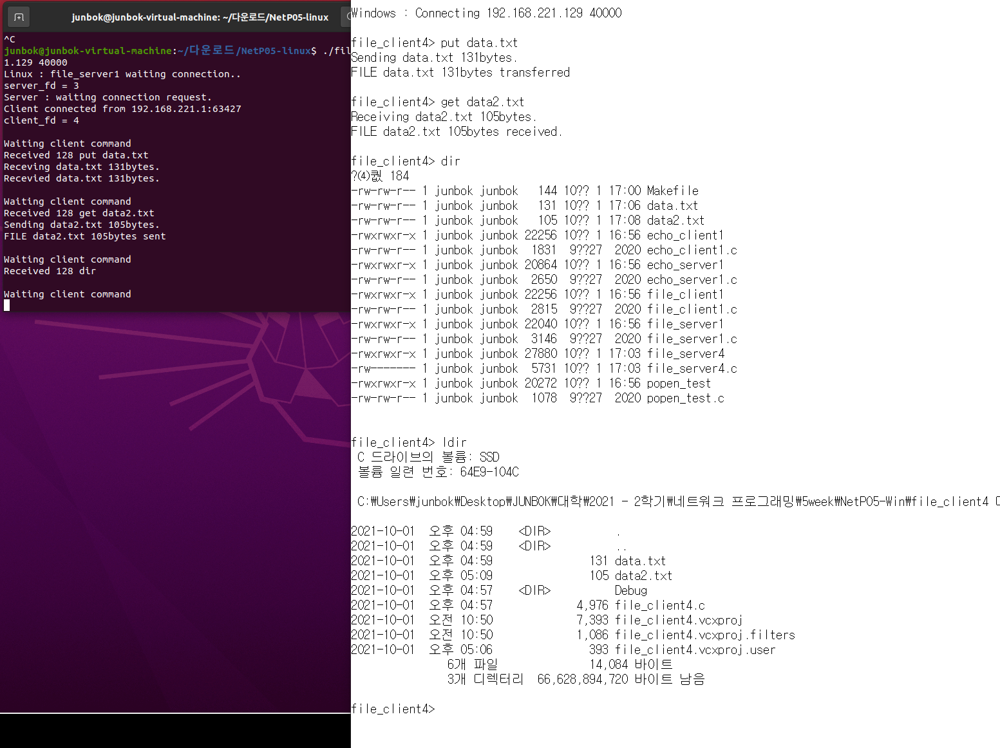 junbok@junbok-virtual-machine: ~/다운로드/NetP05-linux
^C
junbok@junbok-virtual-machine:~/다운로드/NetP05-linux$ ./fil
1.129 40000
Linux : file_server1 waiting connection..
server_fd = 3
Server : waiting connection request.
Client connected from 192.168.221.1:63427
client_fd = 4
Waiting client command
Received 128 put data.txt
Receving data.txt 131bytes.
Recevied data.txt 131bytes.
Waiting client command
Received 128 get data2.txt
Sending data2.txt 105bytes.
FILE data2.txt 105bytes sent
Waiting client command
Received 128 dir
Waiting client command
Windows : Connecting 192.168.221.129 40000
file_client4> put data.txt
Sending data.txt 131bytes.
FILE data.txt 131bytes transferred
file_client4> get data2.txt
Receiving data2.txt 105bytes.
FILE data2.txt 105bytes received.
file_client4> dir
184
-rw-rw-r-- 1 junbok junbok   144 10?? 1 17:00 Makefile
-rw-rw-r-- 1 junbok junbok   131 10?? 1 17:06 data.txt
-rw-rw-r-- 1 junbok junbok   105 10?? 1 17:08 data2.txt
-rwxrwxr-x 1 junbok junbok 22256 10?? 1 16:56 echo_client1
-rw-rw-r-- 1 junbok junbok  1831  9??27  2020 echo_client1.c
-rwxrwxr-x 1 junbok junbok 20864 10?? 1 16:56 echo_server1
-rw-rw-r-- 1 junbok junbok  2650  9??27  2020 echo_server1.c
-rwxrwxr-x 1 junbok junbok 22256 10?? 1 16:56 file_client1
-rw-rw-r-- 1 junbok junbok  2815  9??27  2020 file_client1.c
-rwxrwxr-x 1 junbok junbok 22040 10?? 1 16:56 file_server1
-rw-rw-r-- 1 junbok junbok  3146  9??27  2020 file_server1.c
-rwxrwxr-x 1 junbok junbok 27880 10?? 1 17:03 file_server4
-rw------- 1 junbok junbok  5731 10?? 1 17:03 file_server4.c
-rwxrwxr-x 1 junbok junbok 20272 10?? 1 16:56 popen_test
-rw-rw-r-- 1 junbok junbok  1078  9??27  2020 popen_test.c
file_client4> ldir
C 드라이브의 볼륨: SSD
볼륨 일련 번호: 64E9-104C
C:₩Users₩junbok₩Desktop₩JUNBOK₩대학₩2021 - 2학기₩네트워크 프로그래밍₩5week₩NetP05-Win₩file_client4
2021-10-01  오후 04:59    <DIR>          .
2021-10-01  오후 04:59    <DIR>          ..
2021-10-01  오후 04:59               131 data.txt
2021-10-01  오후 05:09               105 data2.txt
2021-10-01  오후 04:57    <DIR>          Debug
2021-10-01  오후 04:57             4,976 file_client4.c
2021-10-01  오전 10:50             7,393 file_client4.vcxproj
2021-10-01  오전 10:50             1,086 file_client4.vcxproj.filters
2021-10-01  오후 05:06               393 file_client4.vcxproj.user
6개 파일              14,084 바이트
3개 디렉터리  66,628,894,720 바이트 남음
file_client4>